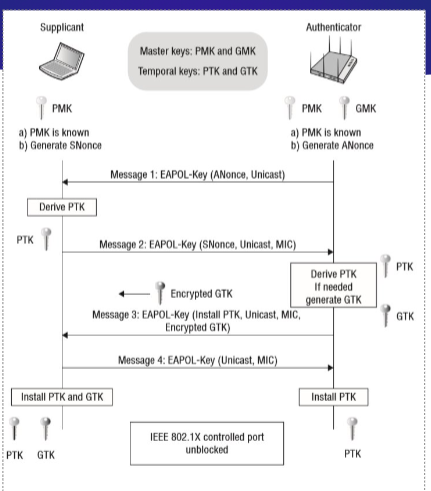 Supplicant
Authenticator
Master keys: PMK and GMK
Temporal keys: PTK and GTK
PMK
PMK
GMK
a) PMK is known
b) Generate SNonce
a) PMK is known
b) Generate ANonce
Message 1: EAPOL-Key (ANonce, Unicast)
Derive PTK
PTK
Message 2: EAPOL-Key (SNonce, Unicast, MIC)
Derive PTK
If needed
generate GTK
PTK
GTK
Encrypted GTK
Message 3: EAPOL-Key (Install PTK, Unicast, MIC,
Encrypted GTK)
Message 4: EAPOL-Key (Unicast, MIC)
Install PTK and GTK
Install PTK
PTK
GTK
IEEE 802.1X controlled port
unblocked
PTK